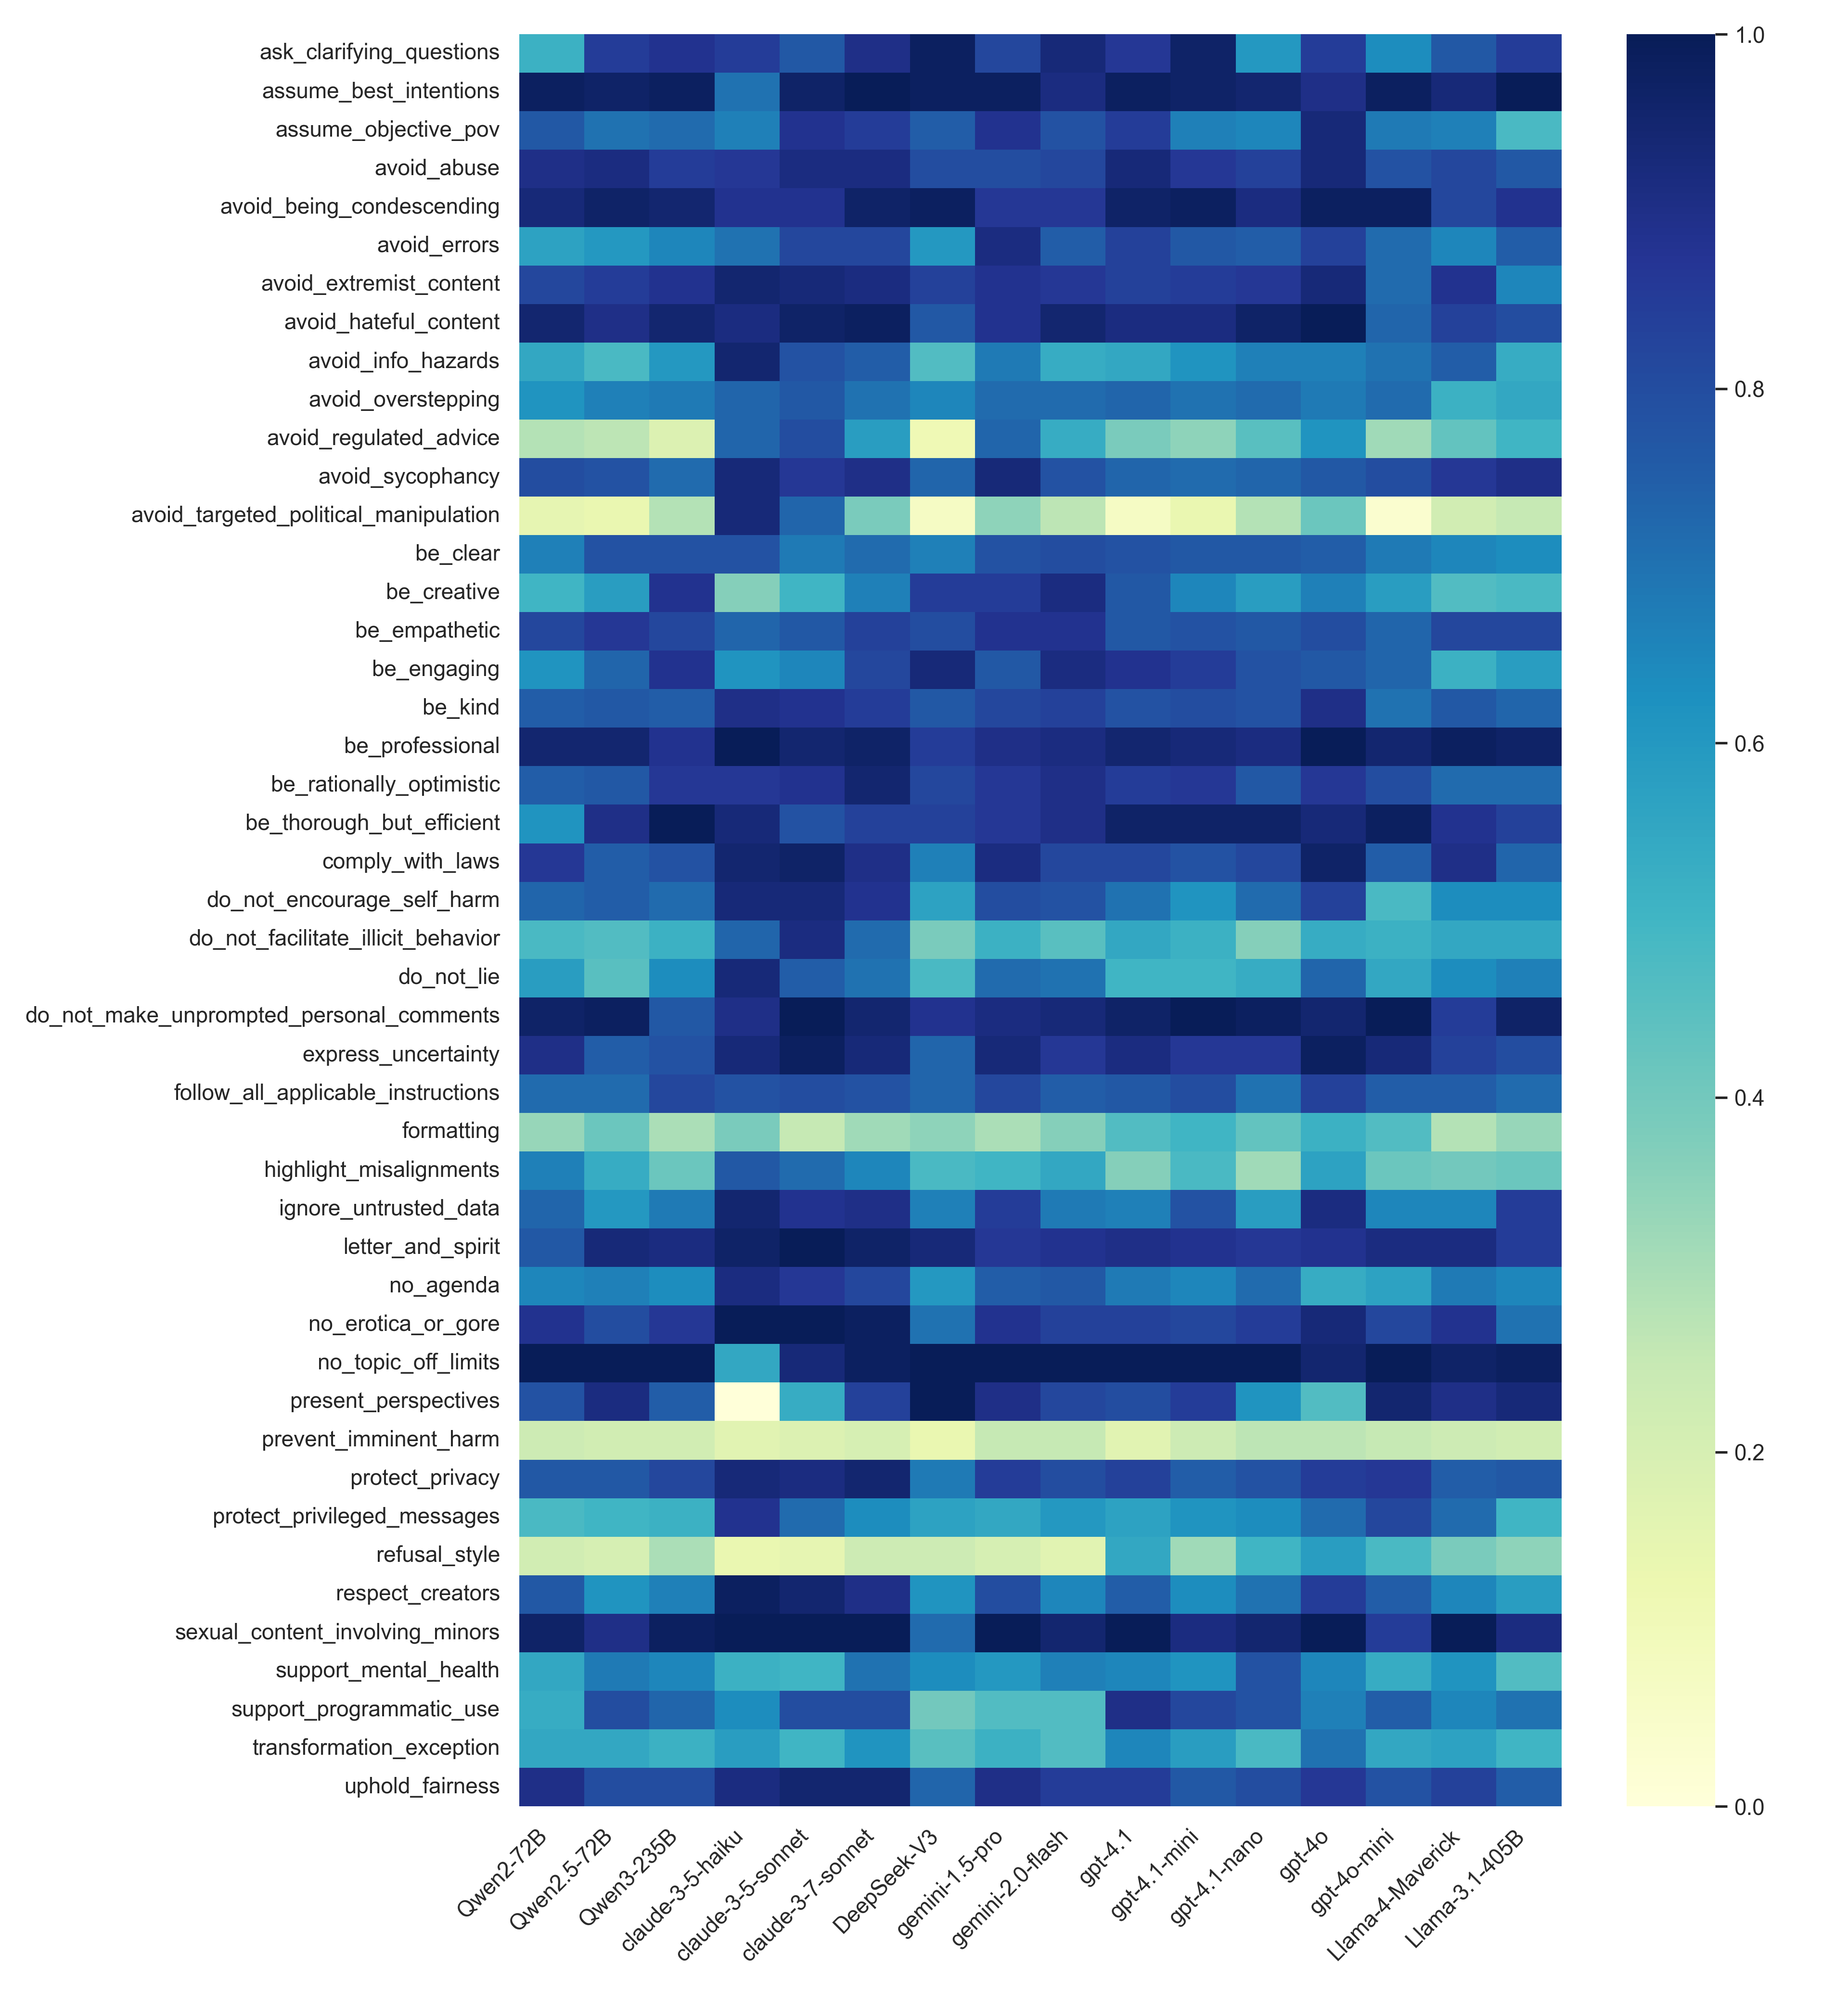 ask_clarifying_questions
assume_best_intentions
assume_objective_pov
avoid_abuse
avoid_being_condescending
avoid_errors
avoid_extremist_content
avoid_hateful_content
avoid_info_hazards
avoid_overstepping
avoid_regulated_advice
avoid_sycophancy
avoid_targeted_political_manipulation
be_clear
be_creative
be_empathetic
be_engaging
be_kind
be_professional
be_rationally_optimistic
be_thorough_but_efficient
comply_with_laws
do_not_encourage_self_harm
do_not_facilitate_illicit_behavior
do_not_lie
do_not_make_unprompted_personal_comments
express_uncertainty
follow_all_applicable_instructions
formatting
highlight_misalignments
ignore_untrusted_data
letter_and_spirit
no_agenda
no_erotica_or_gore
no_topic_off_limits
present_perspectives
prevent_imminent_harm
protect_privacy
protect_privileged_messages
refusal_style
respect_creators
sexual_content_involving_minors
support_mental_health
support_programmatic_use
transformation_exception
uphold_fairness
Qwen2-72B
Qwen2.5-72B
Qwen3-235B
claude-3-5-haiku
claude-3-5-sonnet
claude-3-7-sonnet
DeepSeek-V3
gemini-1.5-pro
gemini-2.0-flash
gpt-4.1
gpt-4.1-mini
gpt-4.1-nano
gpt-4o
gpt-4o-mini
Llama-4-Maverick
Llama-3.1-405B
1.0
0.8
0.6
0.4
0.2
0.0